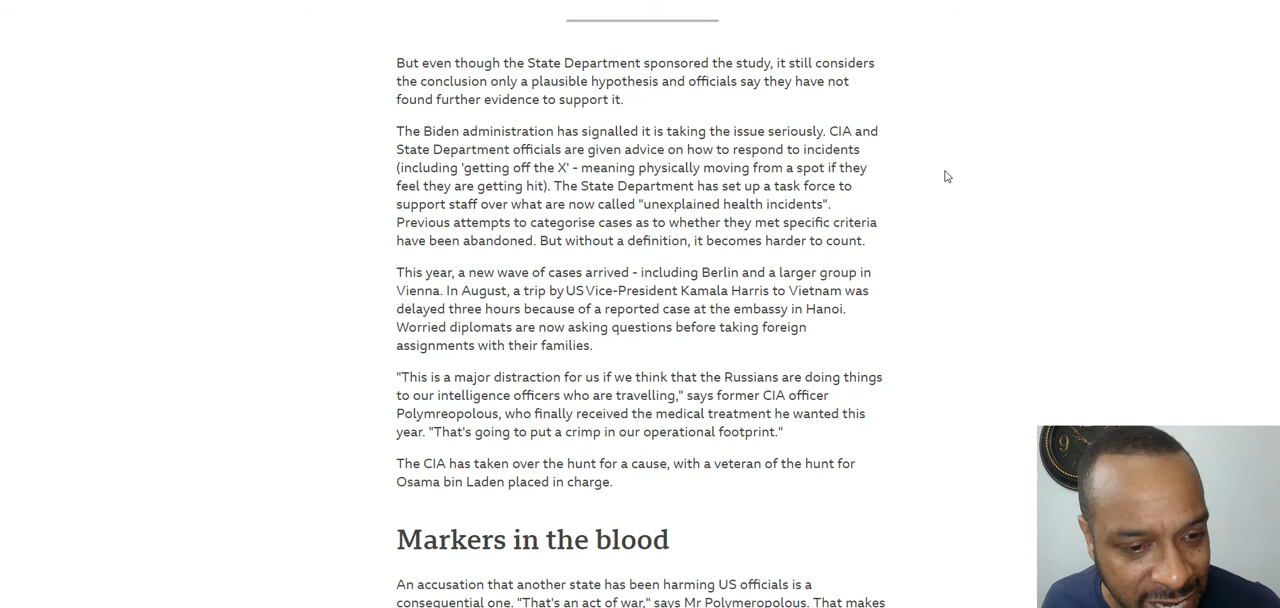 But even though the State Department sponsored the study, it still considers
the conclusion only a plausible hypothesis and officials say they have not
found further evidence to support it.
The Biden administration has signalled it is taking the issue seriously. CIA and
State Department officials are given advice on how to respond to incidents
(including 'getting off the X' - meaning physically moving from a spot if they
feel they are getting hit). The State Department has set up a task force to
support staff over what are now called "unexplained health incidents".
Previous attempts to categorise cases as to whether they met specific criteria
have been abandoned. But without a definition, it becomes harder to count.
This year, a new wave of cases arrived - including Berlin and a larger group in
Vienna. In August, a trip by US Vice-President Kamala Harris to Vietnam was
delayed three hours because of a reported case at the embassy in Hanoi.
Worried diplomats are now asking questions before taking foreign
assignments with their families.
"This is a major distraction for us if we think that the Russians are doing things
to our intelligence officers who are travelling," says former CIA officer
Polymreopolous, who finally received the medical treatment he wanted this
year. "That's going to put a crimp in our operational footprint."
The CIA has taken over the hunt for a cause, with a veteran of the hunt for
Osama bin Laden placed in charge.
Markers in the blood
An accusation that another state has been harming US officials is a
consequential one. "That's an act of war," says Mr Polymeropolous. That makes
9